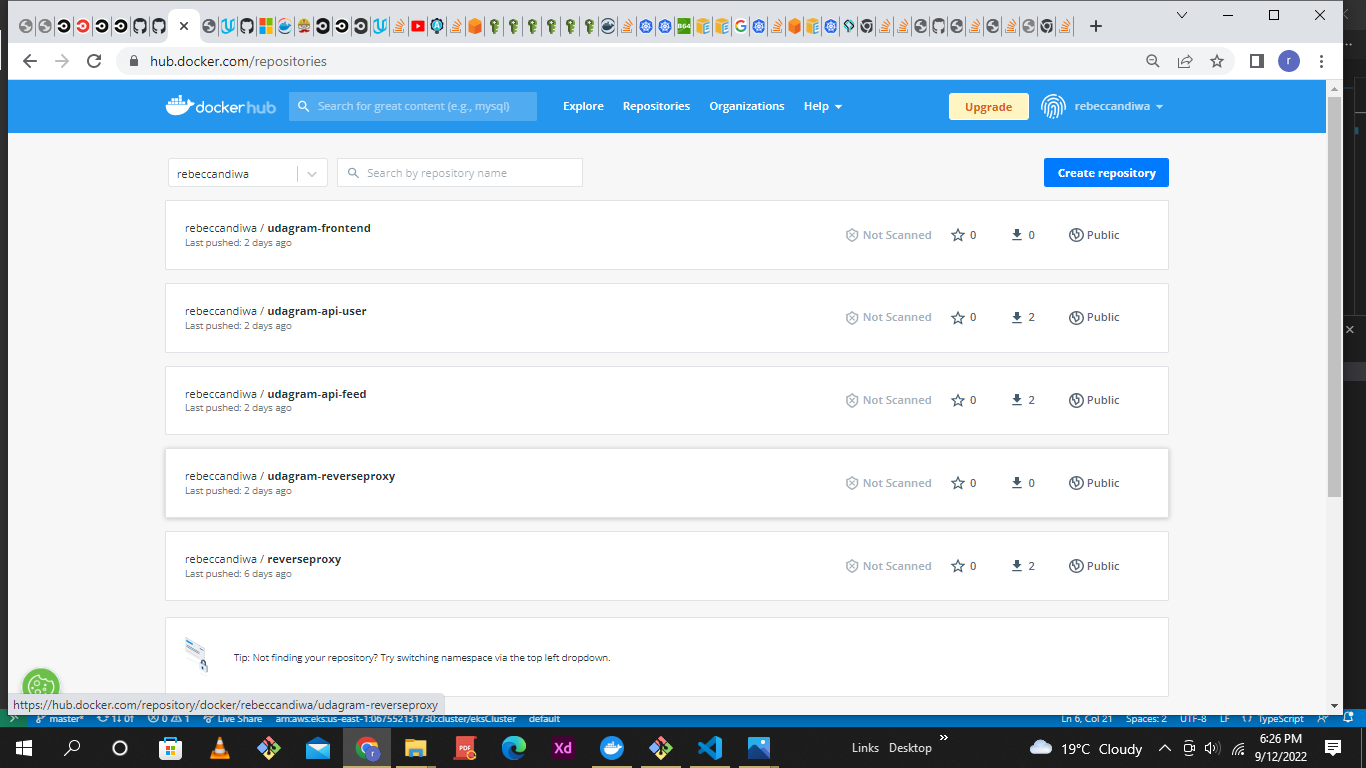 hub.docker.com/repositories
r
docker hub
Search for great content (e.g., mysql)
Explore
Repositories
Organizations
Help
Upgrade
rebeccandiwa
rebeccandiwa
Search by repository name
Create repository
rebeccandiwa / udagram-frontend
Last pushed: 2 days ago
Not Scanned
0
0
Public
rebeccandiwa / udagram-api-user
Last pushed: 2 days ago
Not Scanned
0
2
Public
rebeccandiwa / udagram-api-feed
Last pushed: 2 days ago
Not Scanned
0
2
Public
rebeccandiwa / udagram-reverseproxy
Last pushed: 2 days ago
Not Scanned
0
0
Public
rebeccandiwa / reverseproxy
Last pushed: 6 days ago
Not Scanned
0
2
Public
Tip: Not finding your repository? Try switching namespace via the top left dropdown.
https://hub.docker.com/repository/docker/rebeccandiwa/udagram-reverseproxy
master*
0 1
Live Share
arn:aws:eks:us-east-1:067552131730:cluster/eksCluster
default
Ln 6, Col 21
Spaces: 2
UTF-8
LF
TypeScript
PDF
Xd
Links
Desktop
19°C Cloudy
6:26 PM
9/12/2022